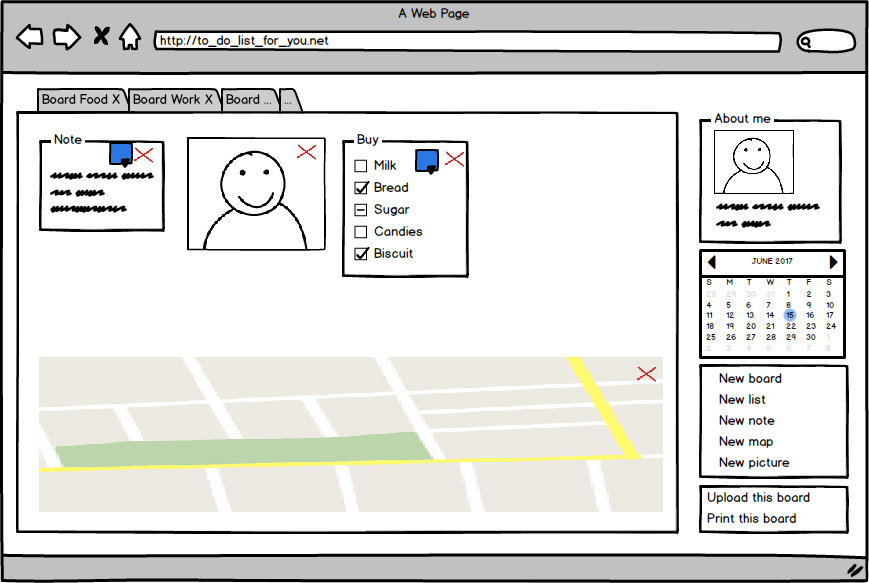 A Web Page
http://to_do_list_for_you.net
Board Food X
Board Work X
Board ...
...
Note
Buy
Milk
Bread
Sugar
Candies
Biscuit
About me
JUNE 2017
S M T W T F S
28 29 30 31 1 2 3
4 5 6 7 8 9 10
11 12 13 14 15 16 17
18 19 20 21 22 23 24
25 26 27 28 29 30 1
2 3 4 5 6 7 8
New board
New list
New note
New map
New picture
Upload this board
Print this board